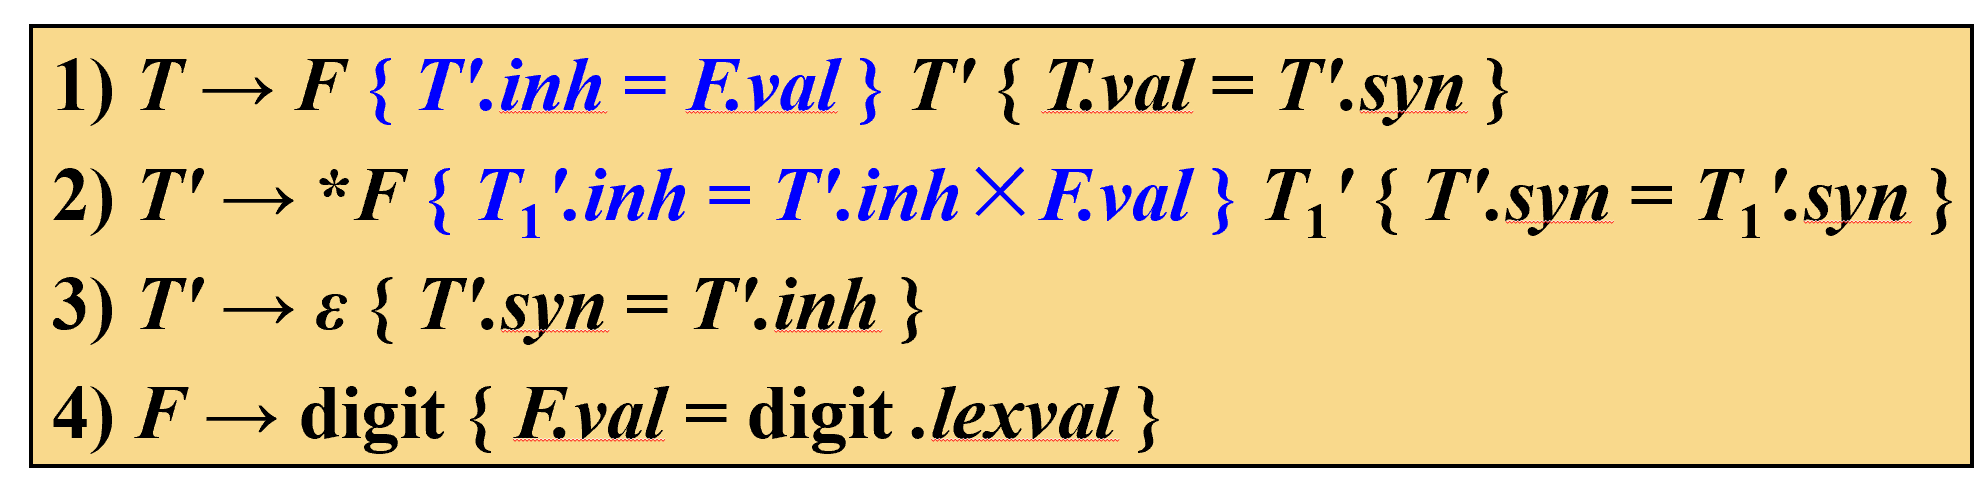 1) T → F { T'.inh = F.val } T' { T.val = T'.syn }
2) T' → *F { T₁'.inh = T'.inh×F.val } T₁' { T'.syn = T₁'.syn }
3) T' → ε { T'.syn = T'.inh }
4) F → digit { F.val = digit .lexval }